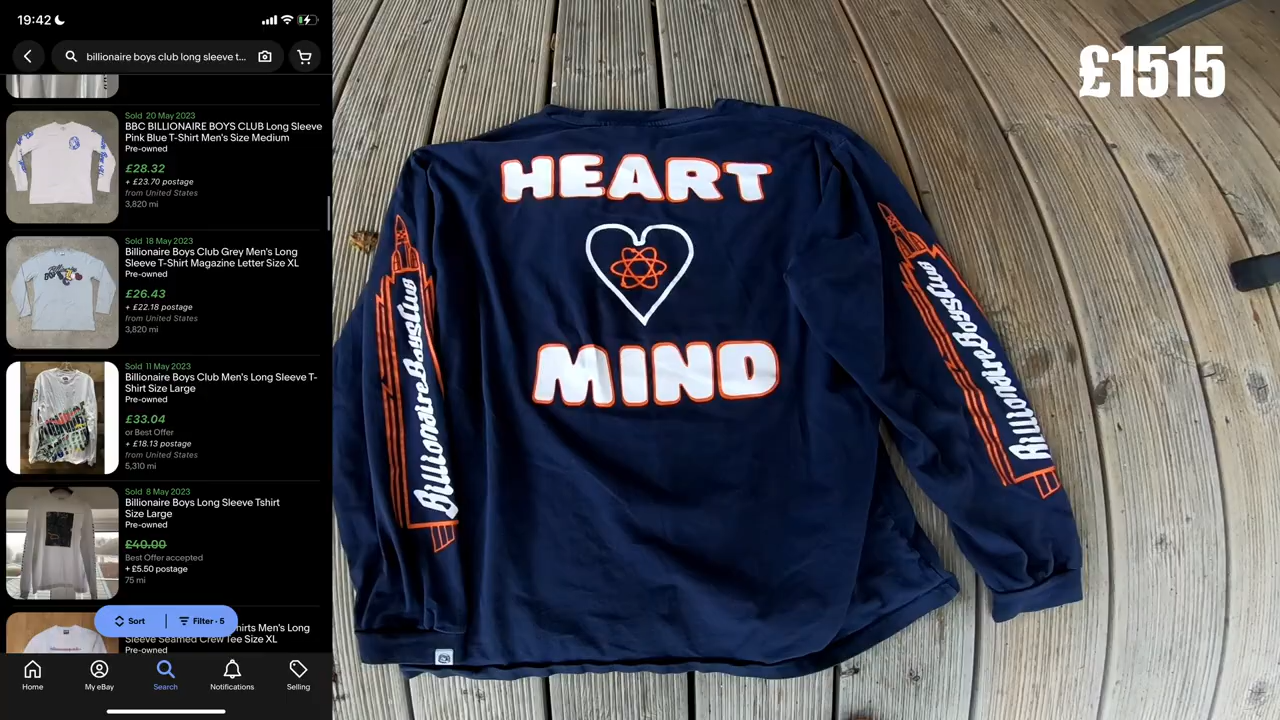 19:42
billionaire boys club long sleeve t...
Sold 20 May 2023
BBC BILLIONAIRE BOYS CLUB Long Sleeve
Pink Blue T-Shirt Men's Size Medium
Pre-owned
£28.32
+ £23.70 postage
from United States
3,820 mi
Sold 18 May 2023
Billionaire Boys Club Grey Men's Long
Sleeve T-Shirt Magazine Letter Size XL
Pre-owned
£26.43
+ £22.18 postage
from United States
3,820 mi
Sold 11 May 2023
Billionaire Boys Club Men's Long Sleeve T-
Shirt Size Large
Pre-owned
£33.04
or Best Offer
+ £18.13 postage
from United States
5,310 mi
Sold 8 May 2023
Billionaire Boys Long Sleeve Tshirt
Size Large
Pre-owned
£40.00
Best Offer accepted
+ £5.50 postage
75 mi
Sort
Filter · 5
hirts Men's Long
Sleeve Seamed Crew Tee Size XL
Pre-owned
Home
My eBay
Search
Notifications
Selling
£1515
HEART
MIND
BillionaireBoysClub
BillionaireBoysClub